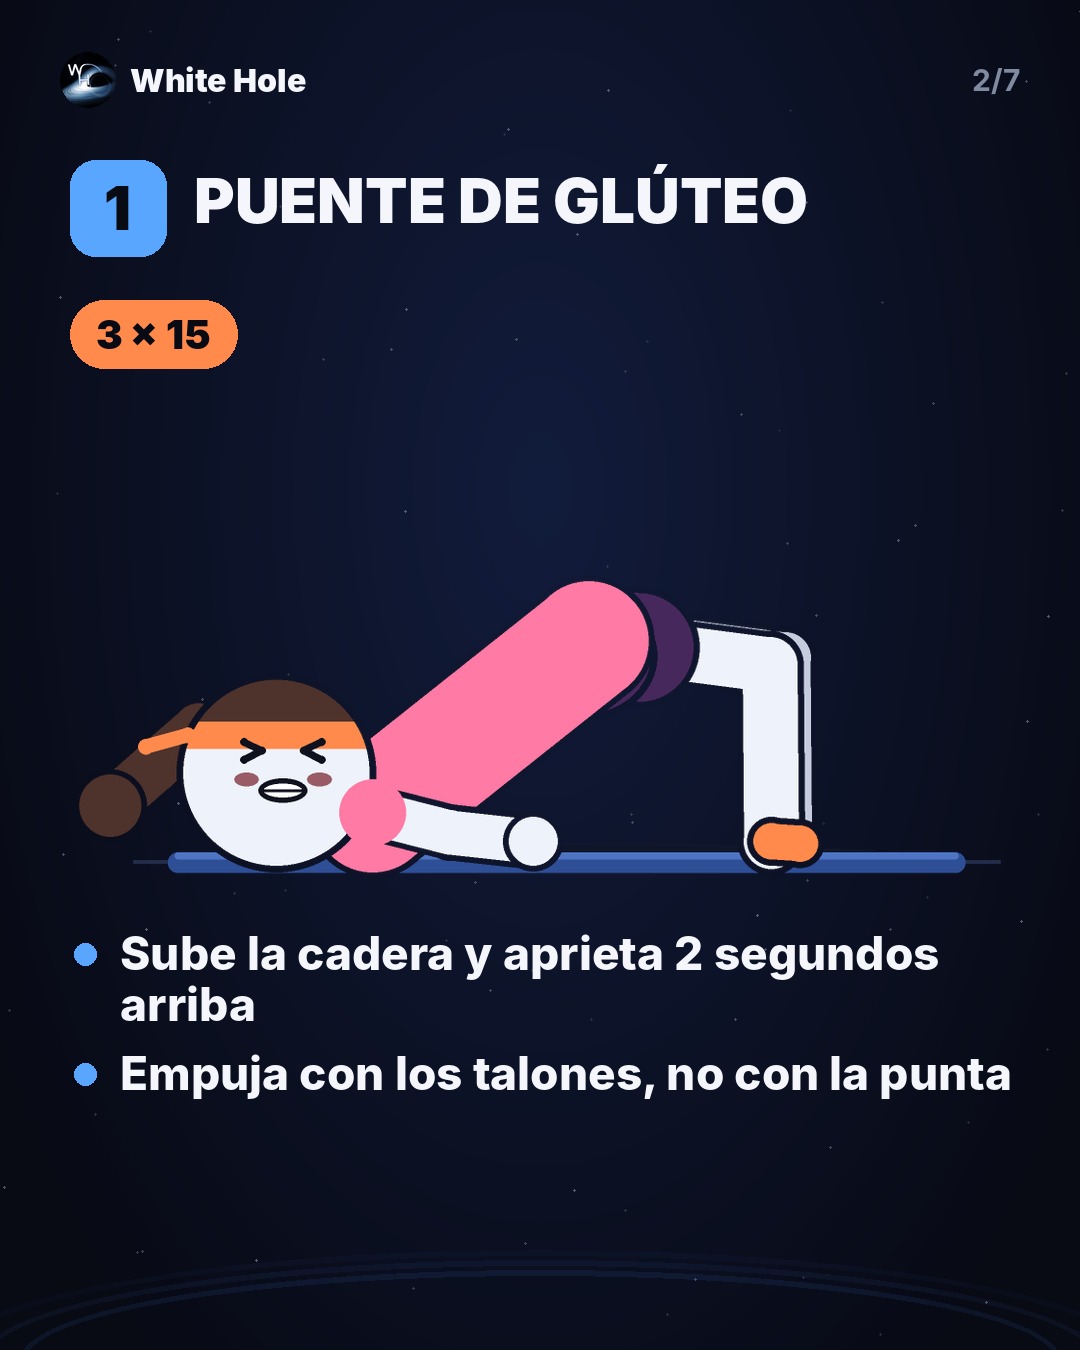 WH
White Hole
2/7
1
PUENTE DE GLÚTEO
3 × 15
Sube la cadera y aprieta 2 segundos
arriba
Empuja con los talones, no con la punta